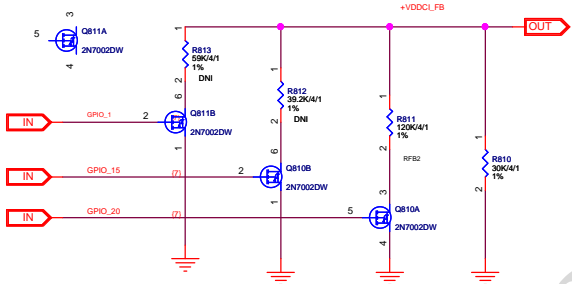 +VDDCI_FB
OUT
3
Q811A
5
4
2N7002DW
1
R813
59K/4/1
1%
2
DNI
1
R812
39.2K/4/1
1%
2
DNI
1
R811
120K/4/1
1%
2
RFB2
1
R810
30K/4/1
1%
2
6
Q811B
IN
GPIO_1
2
2N7002DW
1
6
Q810B
IN
GPIO_15
(7)
2
2N7002DW
1
3
Q810A
IN
GPIO_20
(7)
5
2N7002DW
4